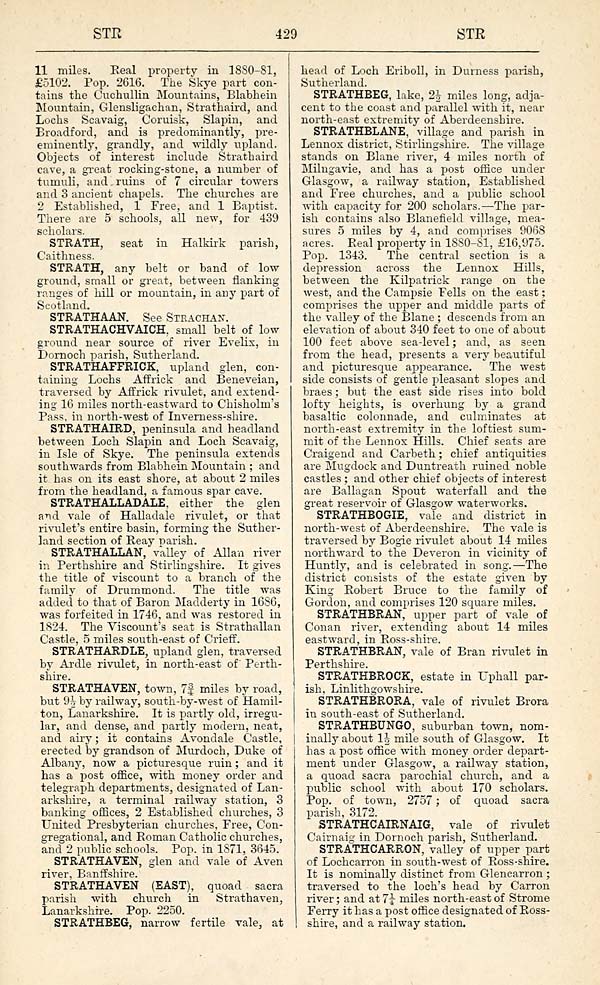 STR 429 STR
11 miles. Real property in 1880-81,
£5102. Pop. 2616. The Skye part con-
tains the Cuchullin Mountains, Blabhein
Mountain, Glensligachan, Strathaird, and
Lochs Scavaig, Coruisk, Slapin, and
Broadford, and is predominantly, pre-
eminently, grandly, and wildly upland.
Objects of interest include Strathaird
cave, a great rocking-stone, a number of
tumuli, and ruins of 7 circular towers
and 3 ancient chapels. The churches are
2 Established, 1 Free, and 1 Baptist.
There are 5 schools, all new, for 439
scholars.
STRATH, seat in Halkirk parish,
Caithness.
STRATH, any belt or band of low
ground, small or great, between flanking
ranges of hill or mountain, in any part of
Scotland.
STRATHAAN. See STRACHAN.
STRATHACHVAICH, small belt of low
ground near source of river Evelix, in
Dornoch parish, Sutherland.
STRATHAFFRICK, upland glen, con-
taining Lochs Affrick and Beneveian,
traversed by Affrick rivulet, and extend-
ing 16 miles north-eastward to Chisholm's
Pass, in north-west of Inverness-shire.
STRATHAIRD, peninsula and headland
between Loch Slapin and Loch Scavaig,
in Isle of Skye. The peninsula extends
southwards from Blabhein Mountain; and
it has on its east shore, at about 2 miles
from the headland, a famous spar cave.
STRATHALLADALE, either the glen
and vale of Halladale rivulet, or that
rivulet's entire basin, forming the Suther-
land section of Reay parish.
STRATHALLAN, valley of Allan river
in Perthshire and Stirlingshire. It gives
the title of viscount to a branch of the
family of Drummond. The title was
added to that of Baron Madderty in 1686,
was forfeited in 1746, and was restored in
1824. The Viscount's seat is Strathallan
Castle, 5 miles south-east of Crieff.
STRATHARDLE, upland glen, traversed
by Ardle rivulet, in north-east of Perth-
shire.
STRATHAVEN, town, 7¾ miles by road,
but 9½ by railway, south-by-west of Hamil-
ton, Lanarkshire. It is partly old, irregu-
lar, and dense, and partly modern, neat,
and airy; it contains Avondale Castle,
erected by grandson of Murdoch, Duke of
Albany, now a picturesque ruin; and it
has a post office, with money order and
telegraph departments, designated of Lan-
arkshire, a terminal railway station, 3
banking offices, 2 Established churches, 3
United Presbyterian churches, Free, Con-
gregational, and Roman Catholic churches,
and 2 public schools. Pop. in 1871, 3645.
STRATHAVEN, glen and vale of Aven
river, Banffshire.
STRATHAVEN (EAST), quoad sacra
parish with church in Strathaven,
Lanarkshire. Pop. 2250.
STRATHBEG, narrow fertile vale, at
head of Loch Eriboll, in Durness parish,
Sutherland.
STRATHBEG, lake, 2½ miles long, adja-
cent to the coast and parallel with it, near
north-east extremity of Aberdeenshire.
STRATHBLANE, village and parish in
Lennox district, Stirlingshire. The village
stands on Blane river, 4 miles north of
Milngavie, and has a post office under
Glasgow, a railway station, Established
and Free churches, and a public school
with capacity for 200 scholars.—The par-
ish contains also Blanefield village, mea-
sures 5 miles by 4, and comprises 9068
acres. Real property in 1880-81, £16,975.
Pop. 1343. The central section is a
depression across the Lennox Hills,
between the Kilpatrick range on the
west, and the Campsie Fells on the east;
comprises the upper and middle parts of
the valley of the Blane; descends from an
elevation of about 340 feet to one of about
100 feet above sea-level; and, as seen
from the head, presents a very beautiful
and picturesque appearance. The west
side consists of gentle pleasant slopes and
braes; but the east side rises into bold
lofty heights, is overhung by a grand
basaltic colonnade, and culminates at
north-east extremity in the loftiest sum-
mit of the Lennox Hills. Chief seats are
Craigend and Carbeth; chief antiquities
are Mugdock and Duntreath ruined noble
castles; and other chief objects of interest
are Ballagan Spout waterfall and the
great reservoir of Glasgow waterworks.
STRATHBOGIE, vale and district in
north-west of Aberdeenshire. The vale is
traversed by Bogie rivulet about 14 miles
northward to the Deveron in vicinity of
Huntly, and is celebrated in song.—The
district consists of the estate given by
King Robert Bruce to the family of
Gordon, and comprises 120 square miles.
STRATHBRAN, upper part of vale of
Conan river, extending about 14 miles
eastward, in Ross-shire.
STRATHBRAN, vale of Bran rivulet in
Perthshire.
STRATHBROCK, estate in Uphall par-
ish, Linlithgowshire.
STRATHBRORA, vale of rivulet Brora
in south-east of Sutherland.
STRATHBUNGO, suburban town, nom-
inally about 1½ mile south of Glasgow. It
has a post office with money order depart-
ment under Glasgow, a railway station,
a quoad sacra parochial church, and a
public school with about 170 scholars.
Pop. of town, 2757; of quoad sacra
parish, 3172.
STRATHCAIRNAIG, vale of rivulet
Cairnaig in Dornoch parish, Sutherland.
STRATHCARRON, valley of upper part
of Lochcarron in south-west of Ross-shire.
It is nominally distinct from Glencarron;
traversed to the loch's head by Carron
river; and at 7¼ miles north-east of Strome
Ferry it has a post office designated of Ross-
shire, and a railway station.